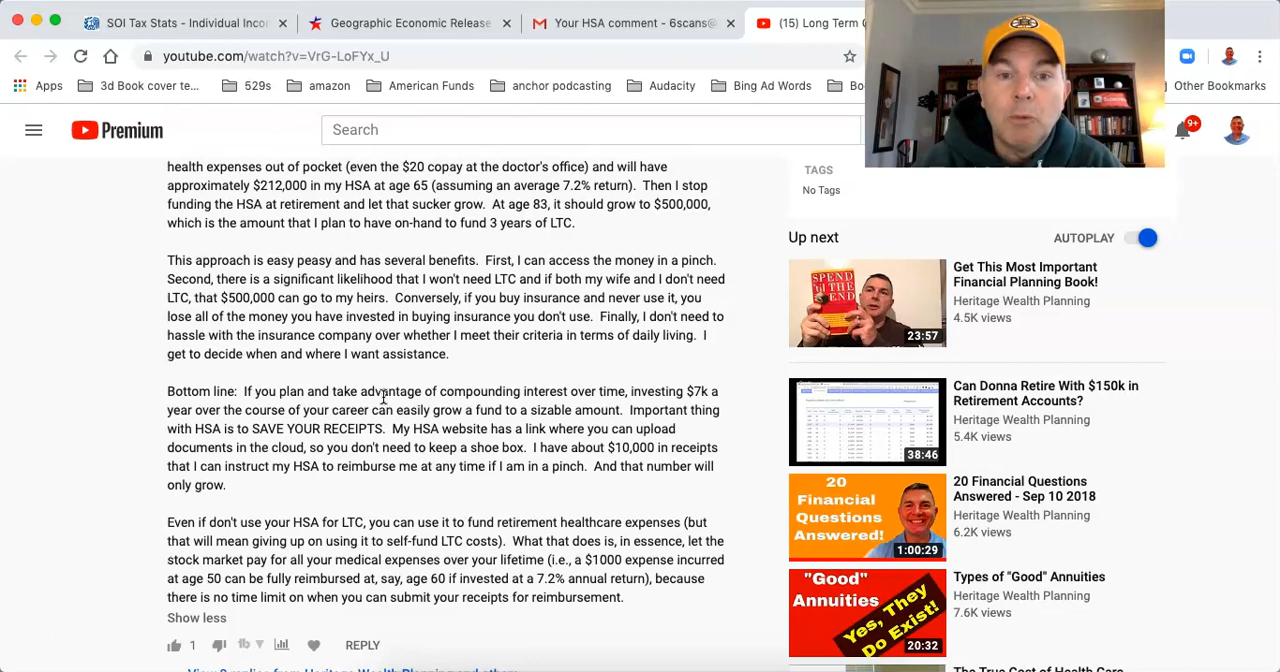 SOI Tax Stats - Individual Incor
Geographic Economic Release
Your HSA comment - 6scans@
(15) Long Term C
youtube.com/watch?v=VrG-LoFYx_U
Apps
3d Book cover te...
529s
amazon
American Funds
anchor podcasting
Audacity
Bing Ad Words
Other Bookmarks
Premium
Search
9+
health expenses out of pocket (even the $20 copay at the doctor's office) and will have
approximately $212,000 in my HSA at age 65 (assuming an average 7.2% return). Then I stop
funding the HSA at retirement and let that sucker grow. At age 83, it should grow to $500,000,
which is the amount that I plan to have on-hand to fund 3 years of LTC.
This approach is easy peasy and has several benefits. First, I can access the money in a pinch.
Second, there is a significant likelihood that I won't need LTC and if both my wife and I don't need
LTC, that $500,000 can go to my heirs. Conversely, if you buy insurance and never use it, you
lose all of the money you have invested in buying insurance you don't use. Finally, I don't need to
hassle with the insurance company over whether I meet their criteria in terms of daily living. I
get to decide when and where I want assistance.
Bottom line: If you plan and take advantage of compounding interest over time, investing $7k a
year over the course of your career can easily grow a fund to a sizable amount. Important thing
with HSA is to SAVE YOUR RECEIPTS. My HSA website has a link where you can upload
documents in the cloud, so you don't need to keep a shoe box. I have about $10,000 in receipts
that I can instruct my HSA to reimburse me at any time if I am in a pinch. And that number will
only grow.
Even if don't use your HSA for LTC, you can use it to fund retirement healthcare expenses (but
that will mean giving up on using it to self-fund LTC costs). What that does is, in essence, let the
stock market pay for all your medical expenses over your lifetime (i.e., a $1000 expense incurred
at age 50 can be fully reimbursed at, say, age 60 if invested at a 7.2% annual return), because
there is no time limit on when you can submit your receipts for reimbursement.
Show less
1
REPLY
TAGS
No Tags
Up next
AUTOPLAY
SPEND
'TIL THE
END
23:57
Get This Most Important
Financial Planning Book!
Heritage Wealth Planning
4.5K views
38:46
Can Donna Retire With $150k in
Retirement Accounts?
Heritage Wealth Planning
5.4K views
20
Financial
Questions
Answered!
1:00:29
20 Financial Questions
Answered - Sep 10 2018
Heritage Wealth Planning
6.2K views
"Good"
Annuities
Yes, They
Do Exist!
20:32
Types of "Good" Annuities
Heritage Wealth Planning
7.6K views
View 2 replies from Heritage Wealth Planning and others
The True Cost of Health Care